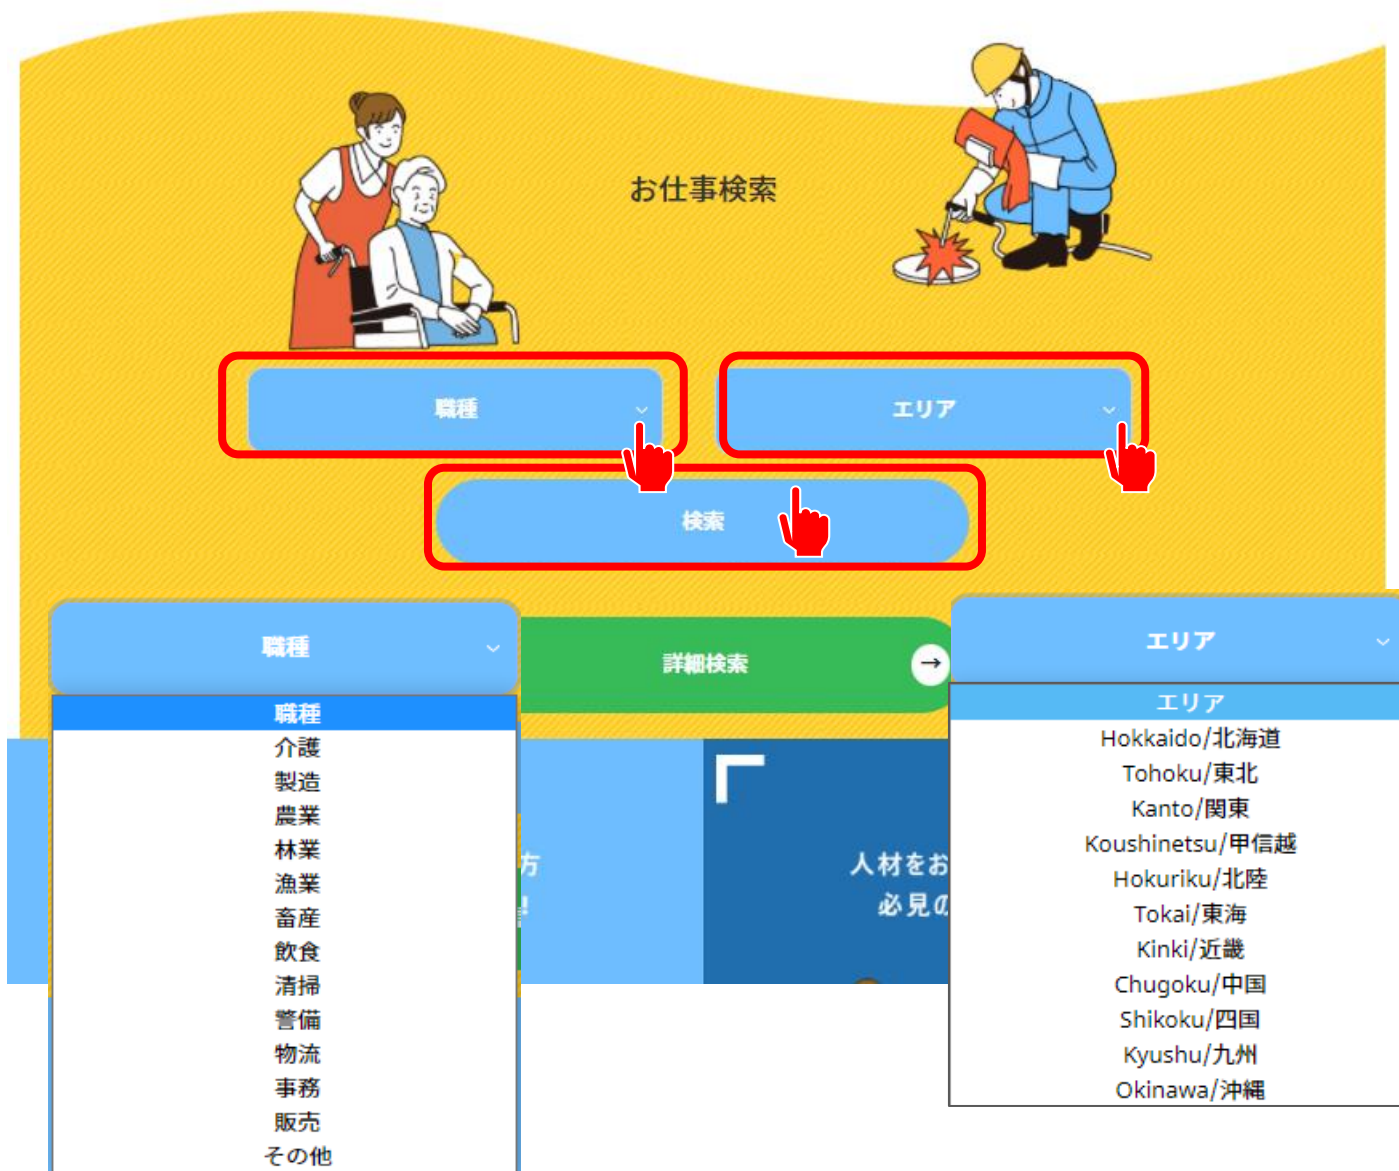 お仕事検索
職種
エリア
検索
詳細検索
→
職種
職種
介護
製造
農業
林業
漁業
畜産
飲食
清掃
警備
物流
事務
販売
その他
エリア
エリア
Hokkaido/北海道
Tohoku/東北
Kanto/関東
Koushinetsu/甲信越
Hokuriku/北陸
Tokai/東海
Kinki/近畿
Chugoku/中国
Shikoku/四国
Kyushu/九州
Okinawa/沖縄
方
!
人材をお
必見の